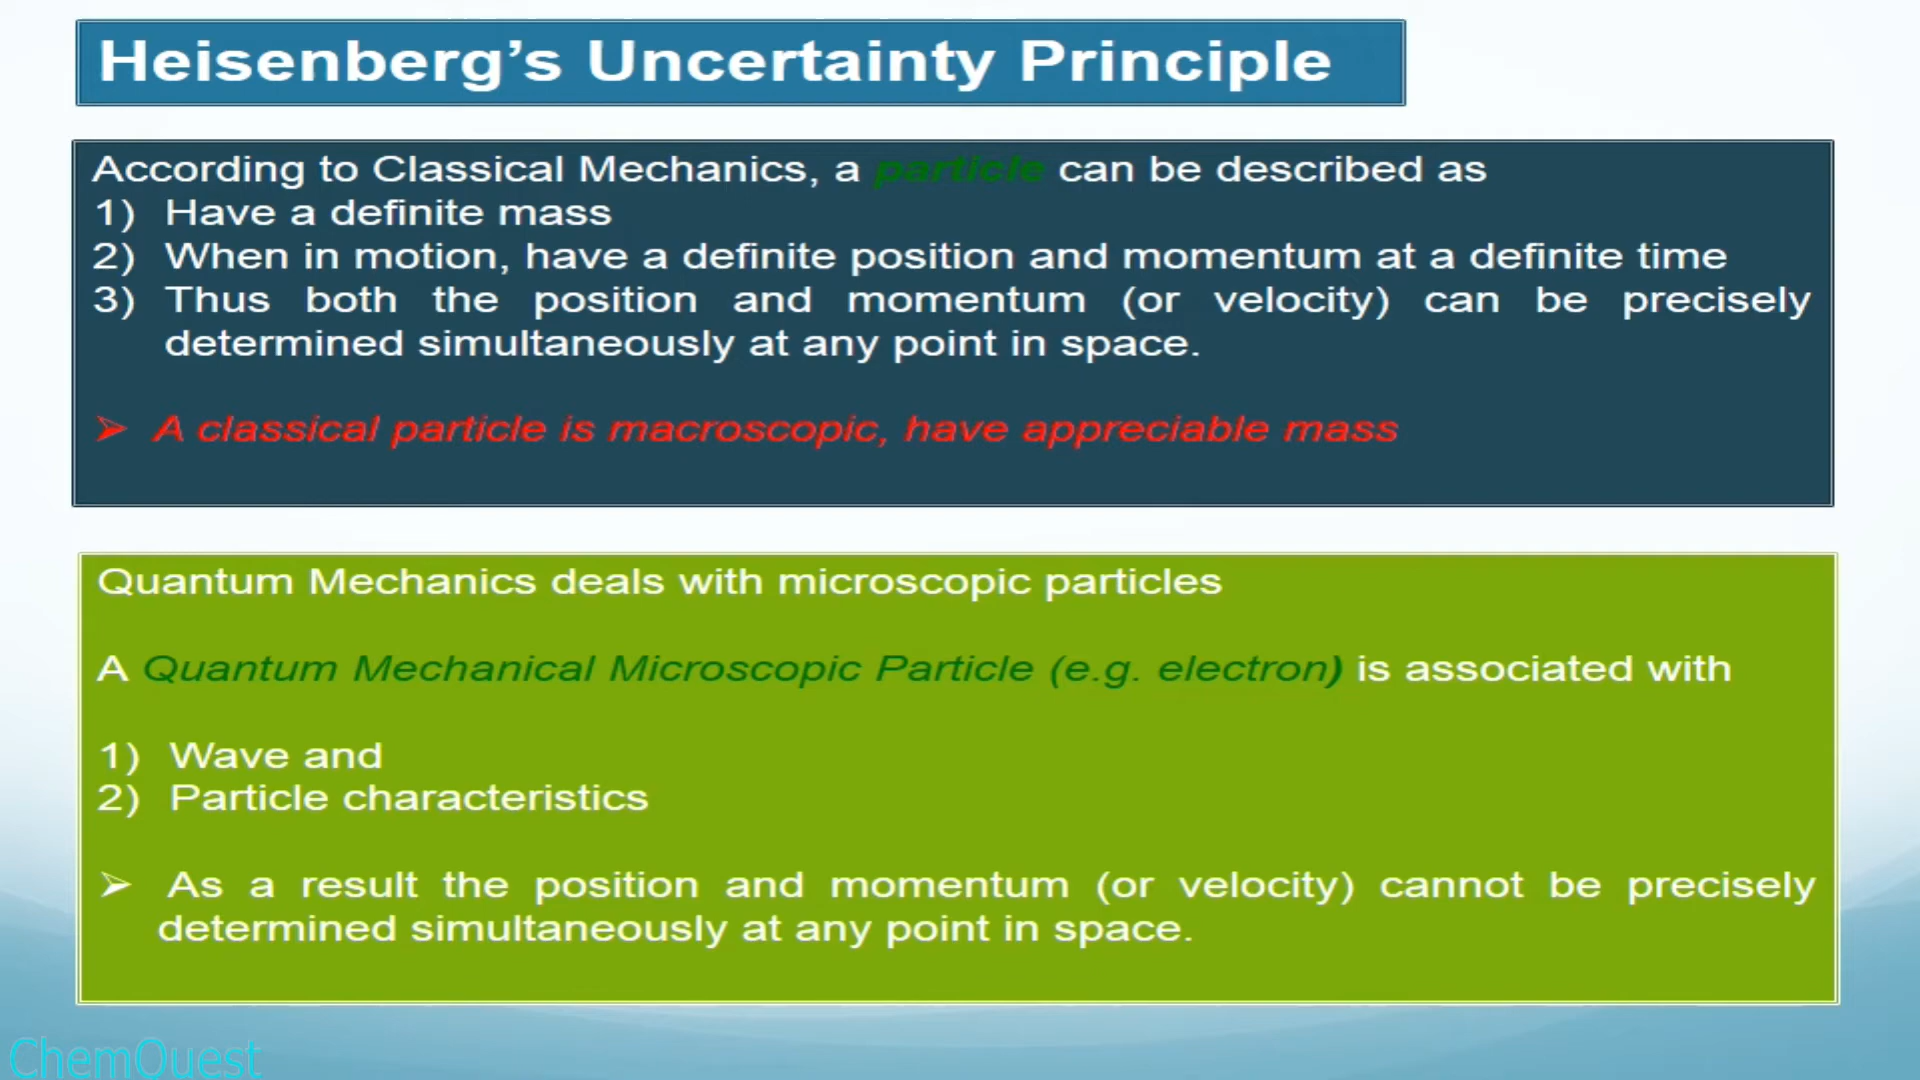 Heisenberg’s Uncertainty Principle
According to Classical Mechanics, a particle can be described as
1) Have a definite mass
2) When in motion, have a definite position and momentum at a definite time
3) Thus both the position and momentum (or velocity) can be precisely
determined simultaneously at any point in space.
➢ A classical particle is macroscopic, have appreciable mass
Quantum Mechanics deals with microscopic particles
A Quantum Mechanical Microscopic Particle (e.g. electron) is associated with
1) Wave and
2) Particle characteristics
➢ As a result the position and momentum (or velocity) cannot be precisely
determined simultaneously at any point in space.
ChemQuest